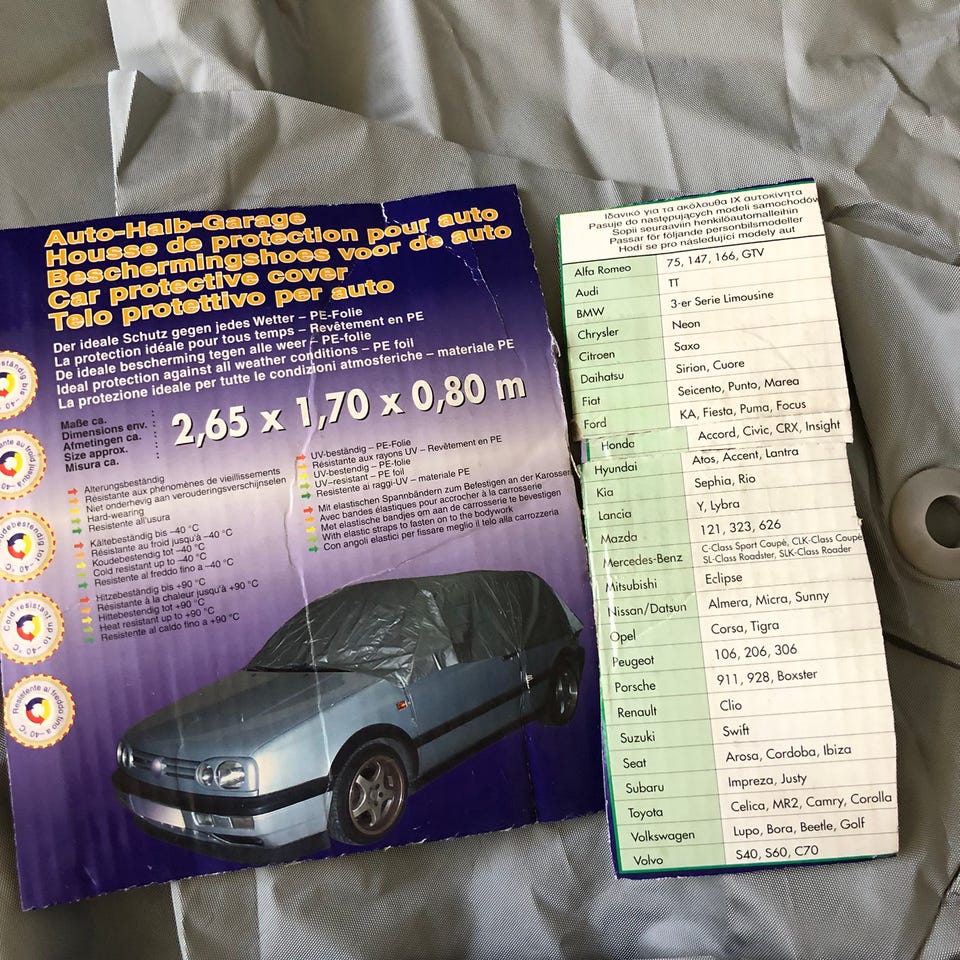 Auto-Halb-Garage
Housse de protection pour auto
Beschermingshoes voor de auto
Car protective cover
Telo protettivo per auto
Der ideale Schutz gegen jedes Wetter – PE-Folie
La protection idéale pour tous temps – Revêtement en PE
De ideale bescherming tegen alle weer – PE-folie
Ideal protection against all weather conditions – PE foil
La protezione ideale per tutte le condizioni atmosferiche – materiale PE
Maße ca. :
Dimensions env. :
Afmetingen ca. :
Size approx. :
Misura ca. :
2,65 x 1,70 x 0,80 m
Alterungsbeständig
Résistante aux phénomènes de vieillissements
Niet onderhevig aan verouderingsverschijnselen
Hard-wearing
Resistente all'usura
Kältebeständig bis –40 °C
Résistante au froid jusqu'à –40 °C
Koudebestendig tot –40 °C
Cold resistant up to –40 °C
Resistente al freddo fino a –40 °C
Hitzebeständig bis +90 °C
Résistante à la chaleur jusqu'à +90 °C
Hittebestendig tot +90 °C
Heat resistant up to +90 °C
Resistente al caldo fino a +90 °C
UV-beständig – PE-Folie
Résistante aux rayons UV – Revêtement en PE
UV-bestendig – PE-folie
UV-resistant – PE foil
Resistente ai raggi-UV – materiale PE
Mit elastischen Spannbändern zum Befestigen an der Karosser
Avec bandes élastiques pour accrocher à la carrosserie
Met elastische bandjes om aan de carrosserie te bevestigen
With elastic straps to fasten on to the bodywork
Con angoli elastici per fissare meglio il telo alla carrozzeria
Cold resistant up to –40 °C
Resistente al freddo fino a –40 °C
Ιδανικό για τα ακόλουθα ΙΧ αυτοκίνητα
Pasuje do następujących modeli samochodów
Sopii seuraaviin henkilöautomalleihin
Passar för följande personbilsmodeller
Hodí se pro následující modely aut
Alfa Romeo 75, 147, 166, GTV
Audi TT
BMW 3-er Serie Limousine
Chrysler Neon
Citroen Saxo
Daihatsu Sirion, Cuore
Fiat Seicento, Punto, Marea
Ford KA, Fiesta, Puma, Focus
Honda Accord, Civic, CRX, Insight
Hyundai Atos, Accent, Lantra
Kia Sephia, Rio
Lancia Y, Lybra
Mazda 121, 323, 626
Mercedes-Benz C-Class Sport Coupé, CLK-Class Coupé
SL-Class Roadster, SLK-Class Roader
Mitsubishi Eclipse
Nissan/Datsun Almera, Micra, Sunny
Opel Corsa, Tigra
Peugeot 106, 206, 306
Porsche 911, 928, Boxster
Renault Clio
Suzuki Swift
Seat Arosa, Cordoba, Ibiza
Subaru Impreza, Justy
Toyota Celica, MR2, Camry, Corolla
Volkswagen Lupo, Bora, Beetle, Golf
Volvo S40, S60, C70